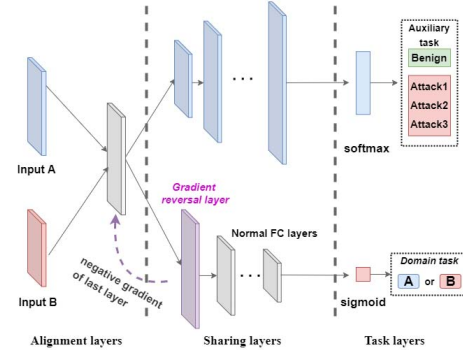 Auxiliary
task
Benign
Attack1
Attack2
Attack3
Input A
softmax
Gradient
reversal layer
Normal FC layers
negative gradient
of last layer
Domain task
A or B
Input B
sigmoid
Alignment layers
Sharing layers
Task layers